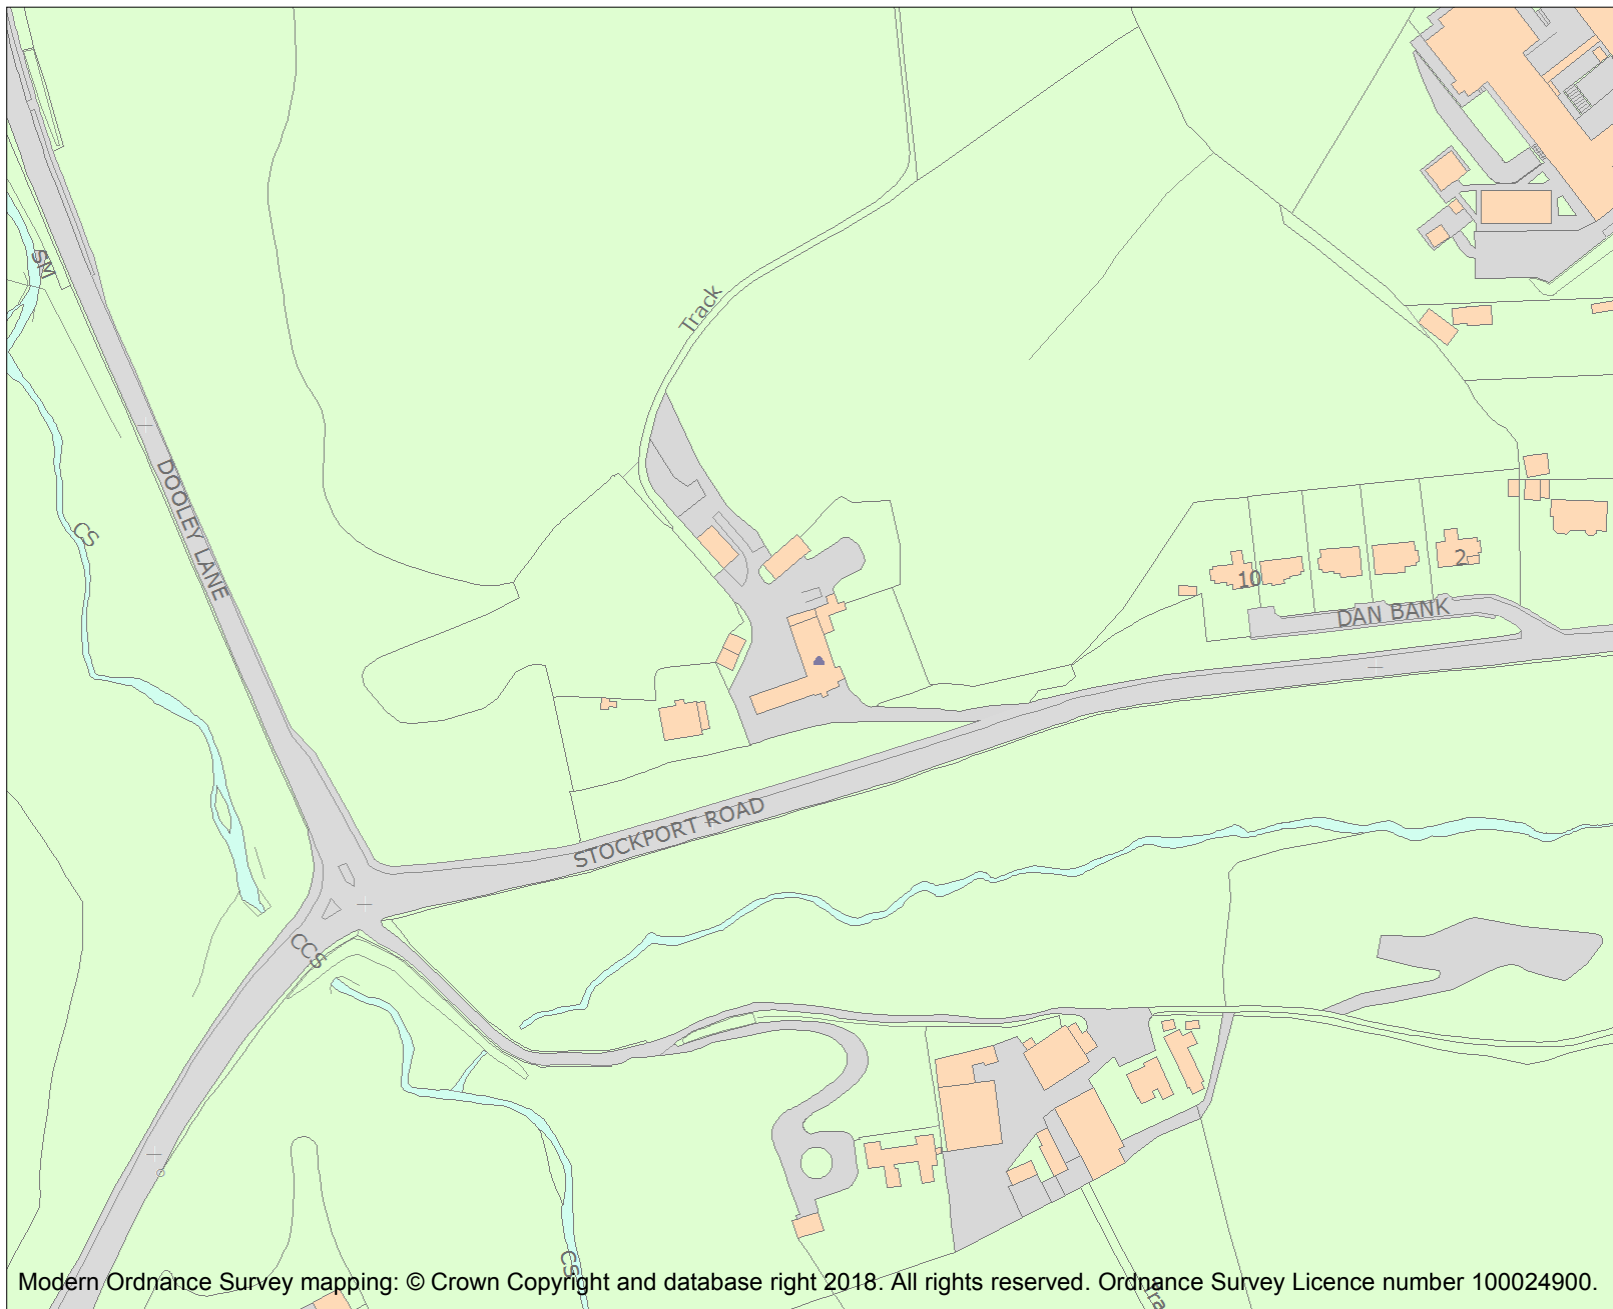 SM
Track
DOOLEY LANE
CS
10
2
DAN BANK
STOCKPORT ROAD
CCS
CS
Modern Ordnance Survey mapping: © Crown Copyright and database right 2018. All rights reserved. Ordnance Survey Licence number 100024900.